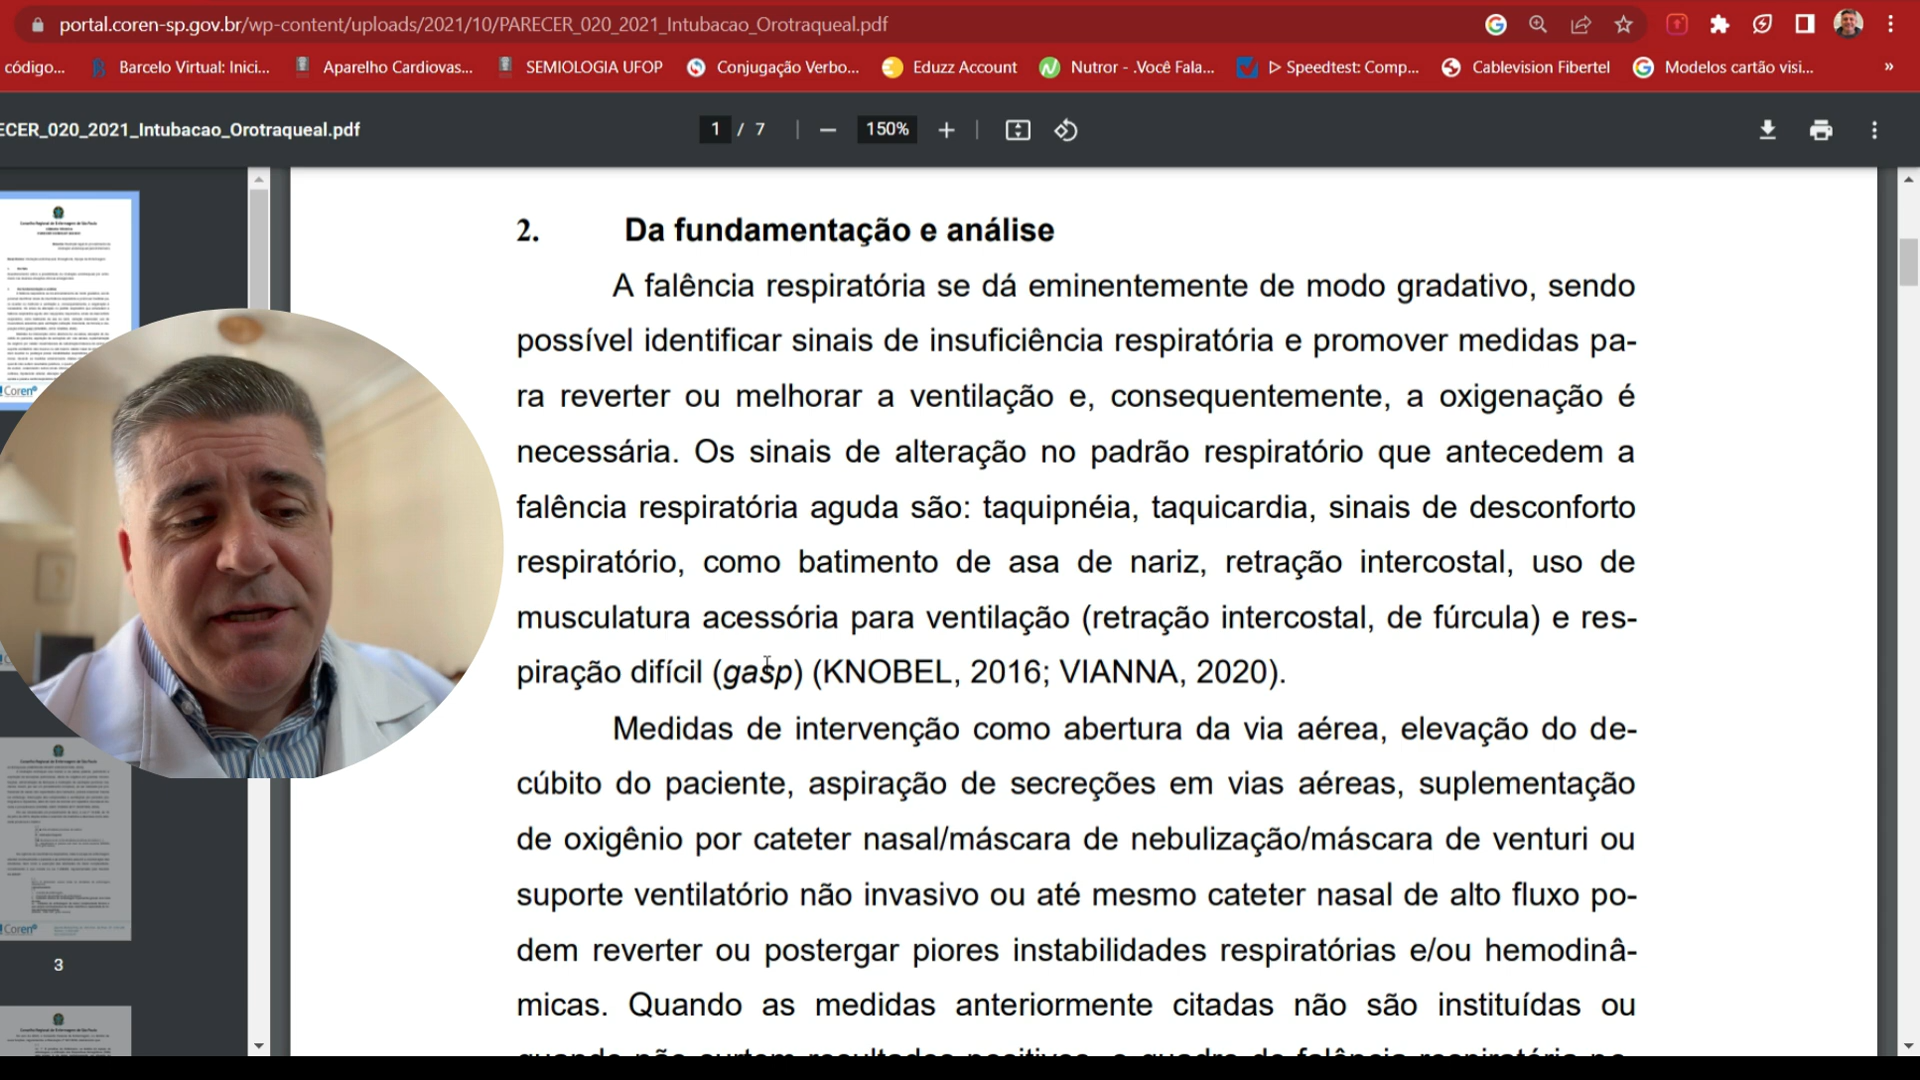 portal.coren-sp.gov.br/wp-content/uploads/2021/10/PARECER_020_2021_Intubacao_Orotraqueal.pdf
código... Barcelo Virtual: Inici... Aparelho Cardiovas... SEMIOLOGIA UFOP Conjugação Verbo... Eduzz Account Nutror - .Você Fala... ▷ Speedtest: Comp... Cablevision Fibertel Modelos cartão visi... »
ECER_020_2021_Intubacao_Orotraqueal.pdf 1 / 7 150%
2. Da fundamentação e análise
A falência respiratória se dá eminentemente de modo gradativo, sendo
possível identificar sinais de insuficiência respiratória e promover medidas pa-
ra reverter ou melhorar a ventilação e, consequentemente, a oxigenação é
necessária. Os sinais de alteração no padrão respiratório que antecedem a
falência respiratória aguda são: taquipnéia, taquicardia, sinais de desconforto
respiratório, como batimento de asa de nariz, retração intercostal, uso de
musculatura acessória para ventilação (retração intercostal, de fúrcula) e res-
piração difícil (gasp) (KNOBEL, 2016; VIANNA, 2020).
Medidas de intervenção como abertura da via aérea, elevação do de-
cúbito do paciente, aspiração de secreções em vias aéreas, suplementação
de oxigênio por cateter nasal/máscara de nebulização/máscara de venturi ou
suporte ventilatório não invasivo ou até mesmo cateter nasal de alto fluxo po-
dem reverter ou postergar piores instabilidades respiratórias e/ou hemodinâ-
micas. Quando as medidas anteriormente citadas não são instituídas ou
Coren
Coren
3